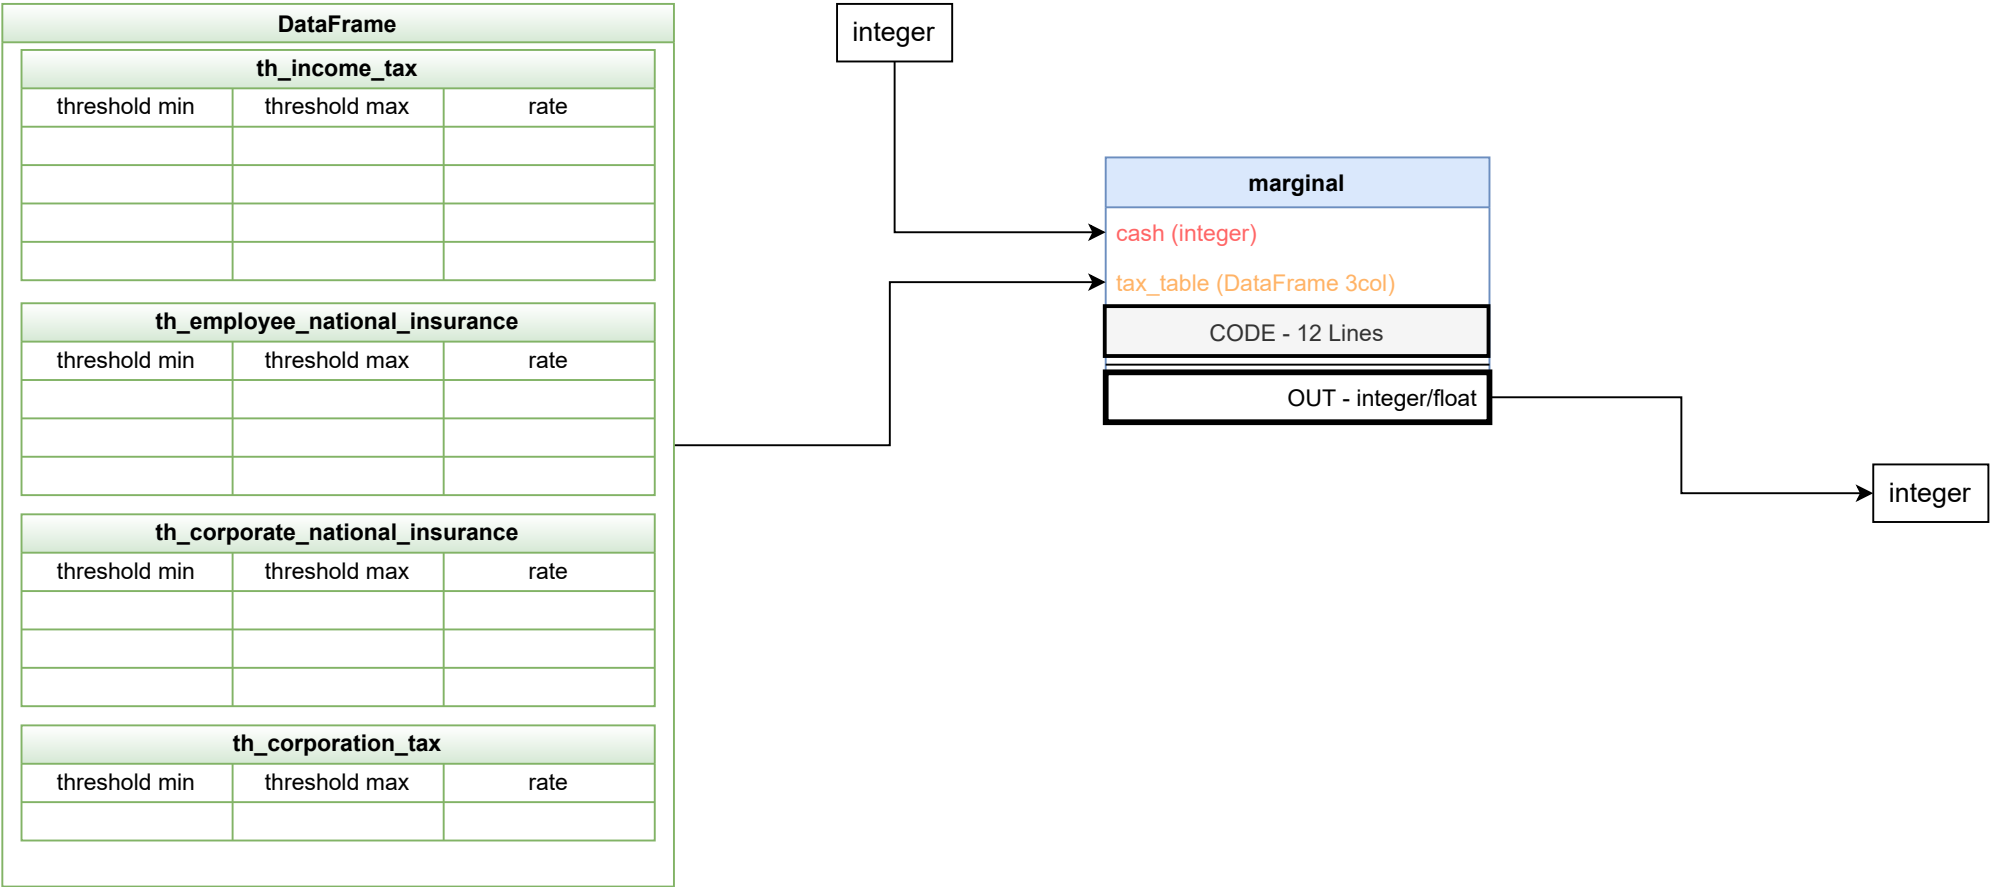 DataFrame
th_income_tax
threshold min threshold max rate
th_employee_national_insurance
threshold min threshold max rate
th_corporate_national_insurance
threshold min threshold max rate
th_corporation_tax
threshold min threshold max rate
integer
marginal
cash (integer)
tax_table (DataFrame 3col)
CODE - 12 Lines
OUT - integer/float
integer